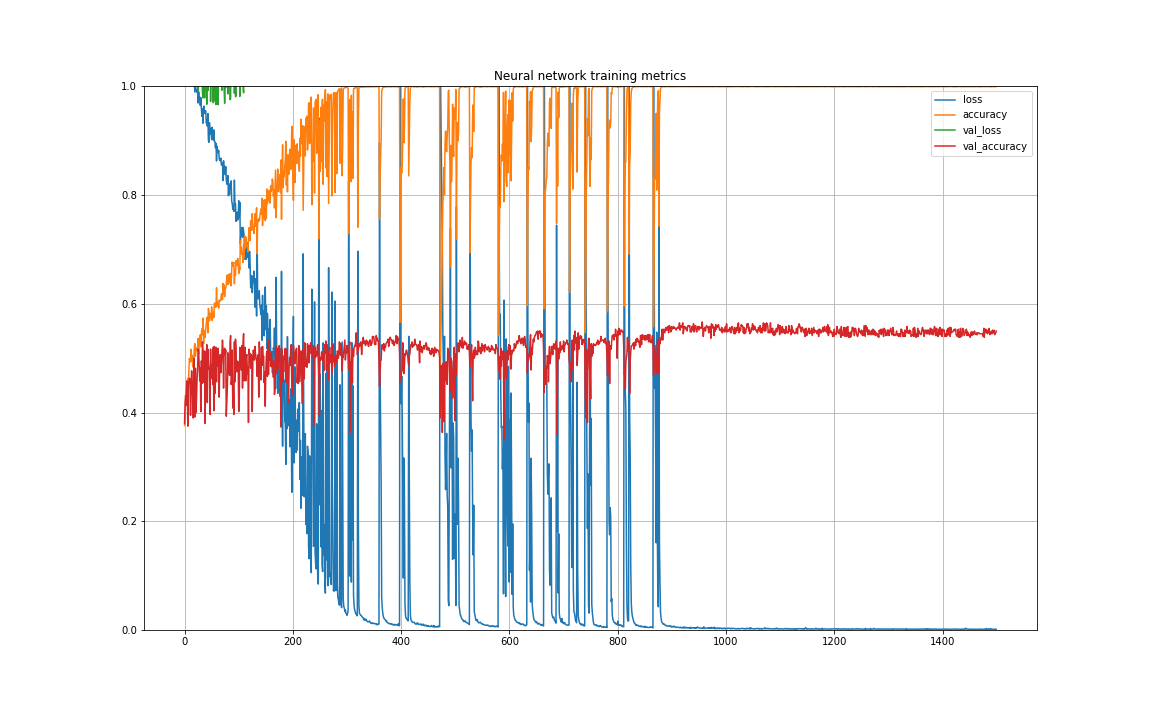 Neural network training metrics
1.0
loss
accuracy
val_loss
val_accuracy
0.8
0.6
0.4
0.2
0.0
0 200 400 600 800 1000 1200 1400